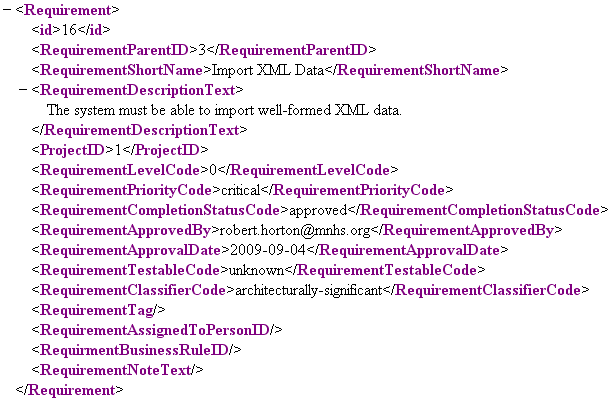 − <Requirement>
<id>16</id>
<RequirementParentID>3</RequirementParentID>
<RequirementShortName>Import XML Data</RequirementShortName>
− <RequirementDescriptionText>
The system must be able to import well-formed XML data.
</RequirementDescriptionText>
<ProjectID>1</ProjectID>
<RequirementLevelCode>0</RequirementLevelCode>
<RequirementPriorityCode>critical</RequirementPriorityCode>
<RequirementCompletionStatusCode>approved</RequirementCompletionStatusCode>
<RequirementApprovedBy>robert.horton@mnhs.org</RequirementApprovedBy>
<RequirementApprovalDate>2009-09-04</RequirementApprovalDate>
<RequirementTestableCode>unknown</RequirementTestableCode>
<RequirementClassifierCode>architecturally-significant</RequirementClassifierCode>
<RequirementTag/>
<RequirementAssignedToPersonID/>
<RequirmentBusinessRuleID/>
<RequirementNoteText/>
</Requirement>